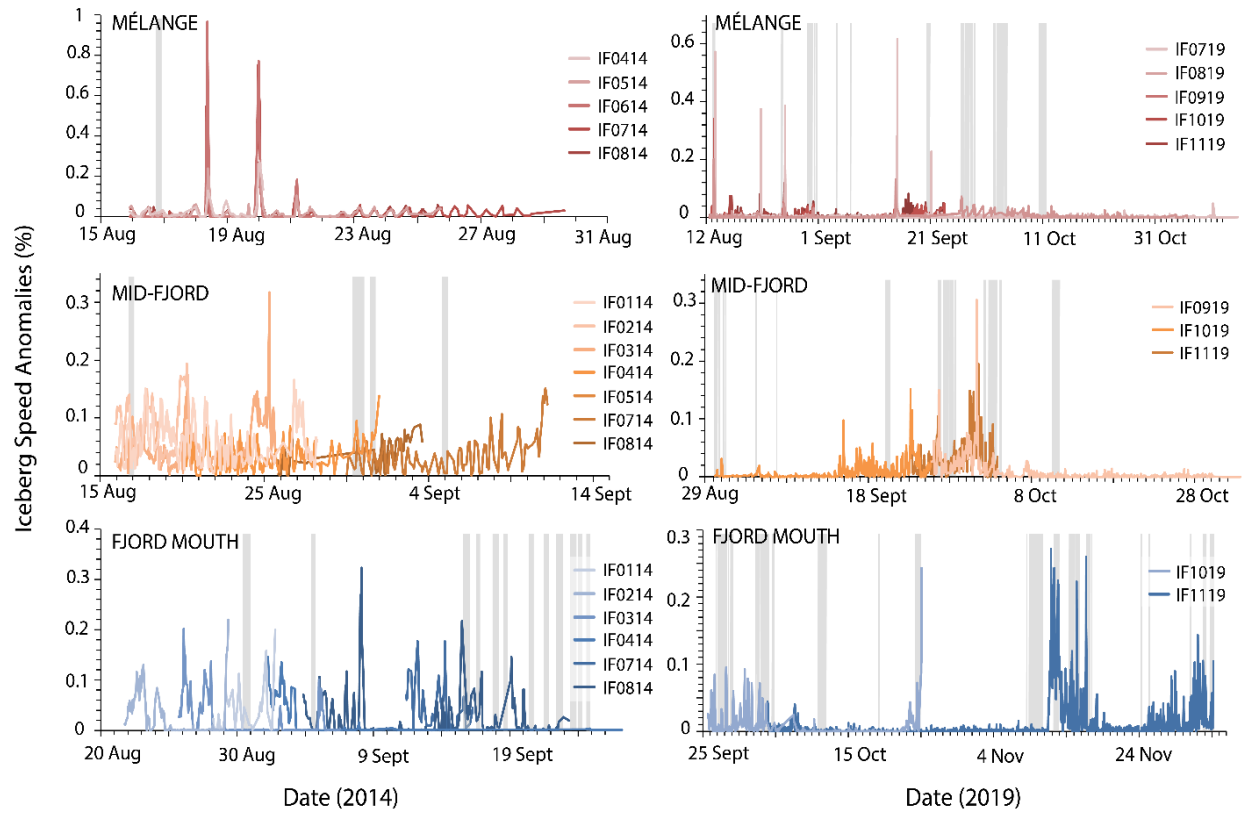 MÉLANGE
1
0.8
0.6
0.4
0.2
0
15 Aug 19 Aug 23 Aug 27 Aug 31 Aug
IF0414
IF0514
IF0614
IF0714
IF0814
MÉLANGE
0.6
0.4
0.2
0
12 Aug 1 Sept 21 Sept 11 Oct 31 Oct
IF0719
IF0819
IF0919
IF1019
IF1119
Iceberg Speed Anomalies (%)
MID-FJORD
0.3
0.2
0.1
0
15 Aug 25 Aug 4 Sept 14 Sept
IF0114
IF0214
IF0314
IF0414
IF0514
IF0714
IF0814
MID-FJORD
0.3
0.2
0.1
0
29 Aug 18 Sept 8 Oct 28 Oct
IF0919
IF1019
IF1119
FJORD MOUTH
0.4
0.3
0.2
0.1
0
20 Aug 30 Aug 9 Sept 19 Sept
IF0114
IF0214
IF0314
IF0414
IF0714
IF0814
FJORD MOUTH
0.3
0.2
0.1
0
25 Sept 15 Oct 4 Nov 24 Nov
IF1019
IF1119
Date (2014)
Date (2019)